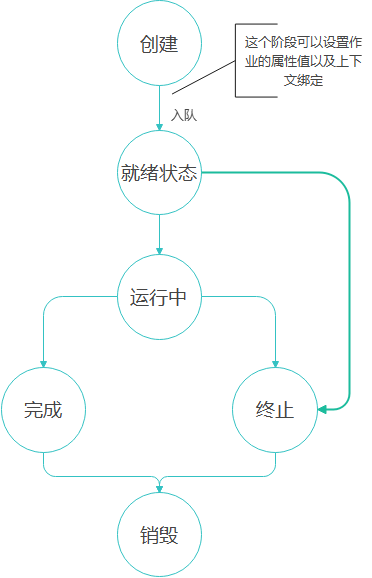 创建
这个阶段可以设置作
业的属性值以及上下
文绑定
入队
就绪状态
运行中
完成
终止
销毁